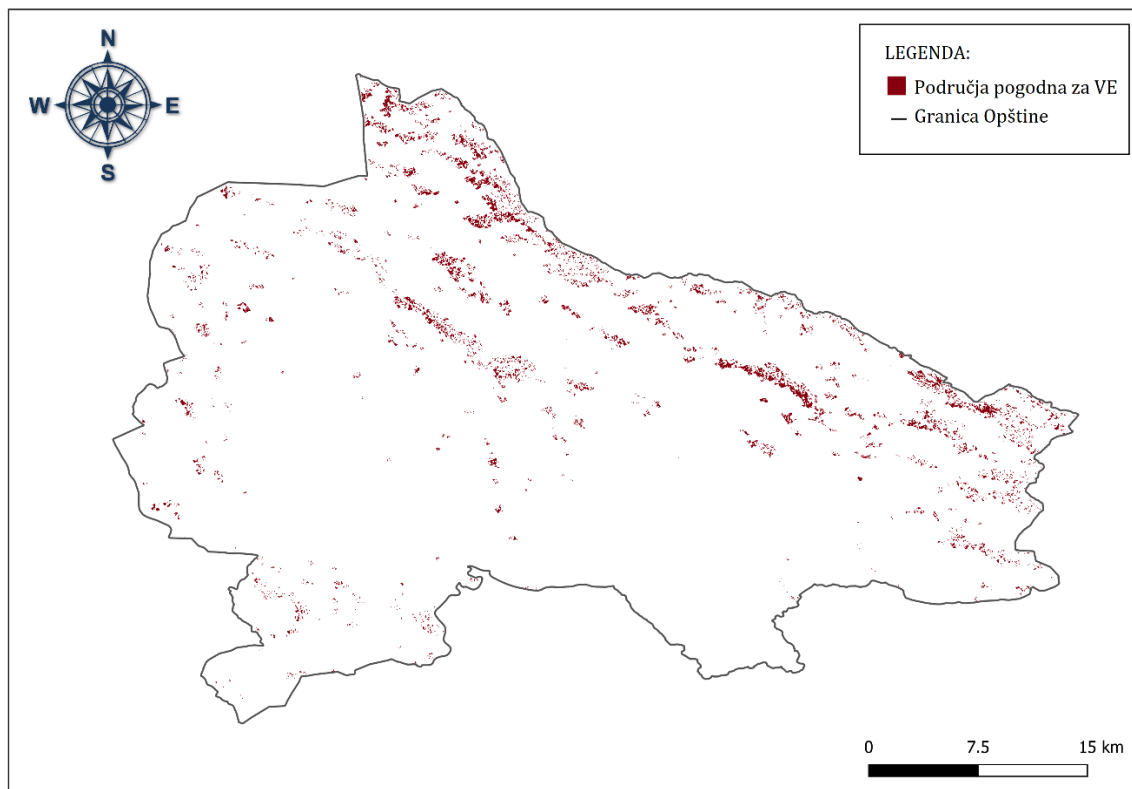 N
W
E
S
LEGENDA:
Područja pogodna za VE
Granica Opštine
0 7.5 15 km